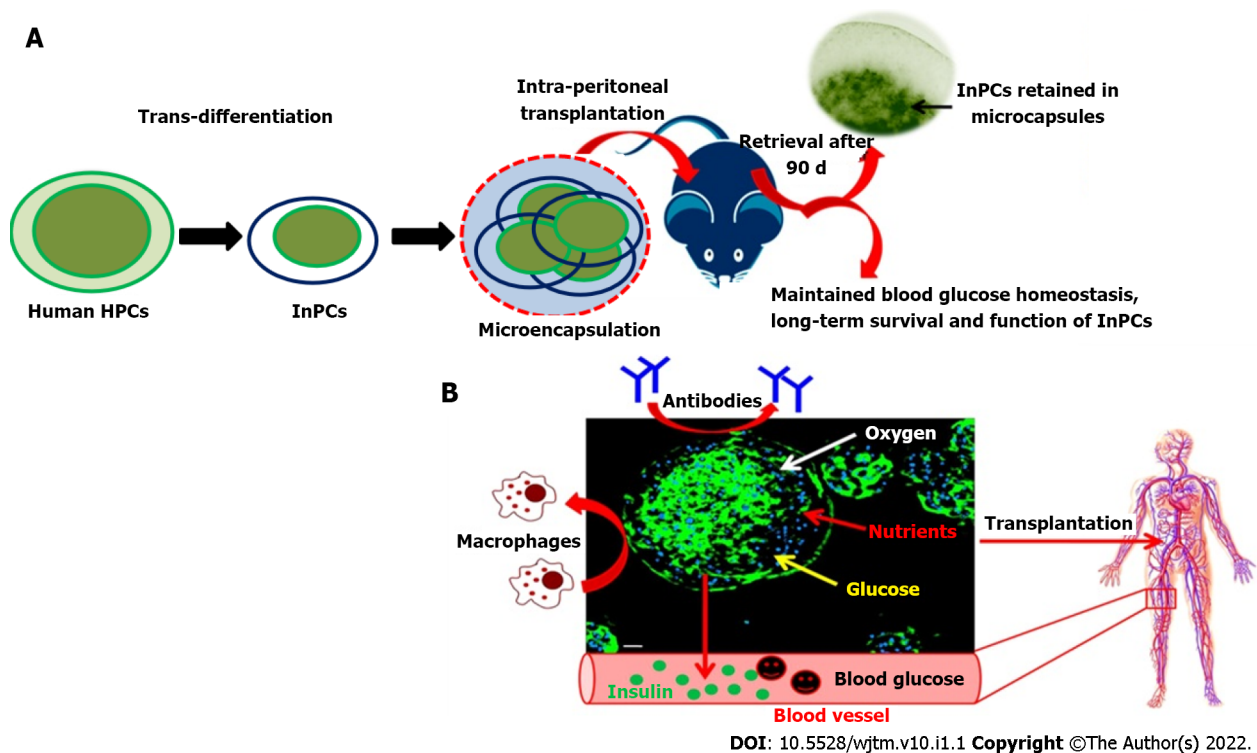 A
Trans-differentiation
Human HPCs
InPCs
Microencapsulation
Intra-peritoneal
transplantation
Retrieval after
90 d
InPCs retained in
microcapsules
Maintained blood glucose homeostasis,
long-term survival and function of InPCs
B
Antibodies
Macrophages
Oxygen
Nutrients
Glucose
Transplantation
Insulin
Blood glucose
Blood vessel
DOI: 10.5528/wjtm.v10.i1.1 Copyright ©The Author(s) 2022.